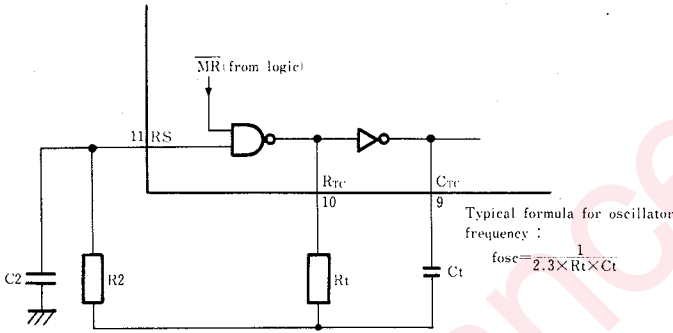 MR (from logic)
11 RS
RTC
CTC
10
9
Typical formula for oscillator
frequency :
fosc=1/2.3×Rt×Ct
C2
R2
Rt
Ct